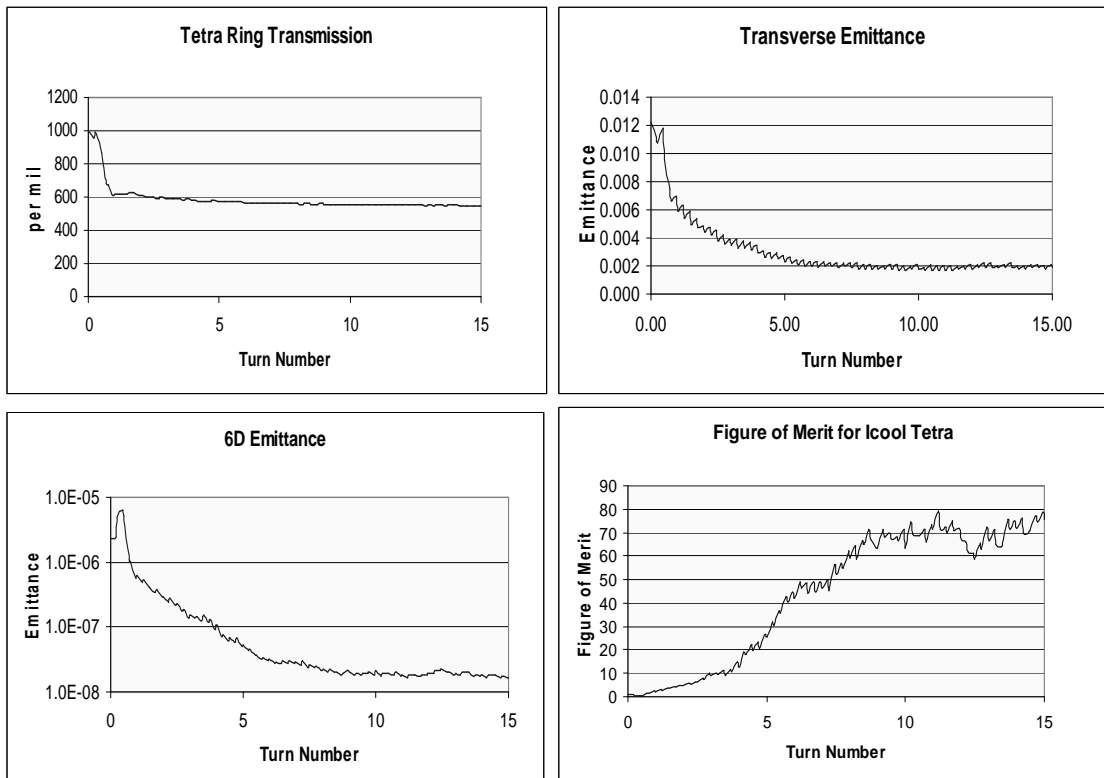 Tetra Ring Transmission
per mil
1200
1000
800
600
400
200
0
0 5 10 15
Turn Number
Transverse Emittance
Emittance
0.014
0.012
0.010
0.008
0.006
0.004
0.002
0.000
0.00 5.00 10.00 15.00
Turn Number
6D Emittance
Emittance
1.0E-05
1.0E-06
1.0E-07
1.0E-08
0 5 10 15
Turn Number
Figure of Merit for Icool Tetra
Figure of Merit
90
80
70
60
50
40
30
20
10
0
0 5 10 15
Turn Number